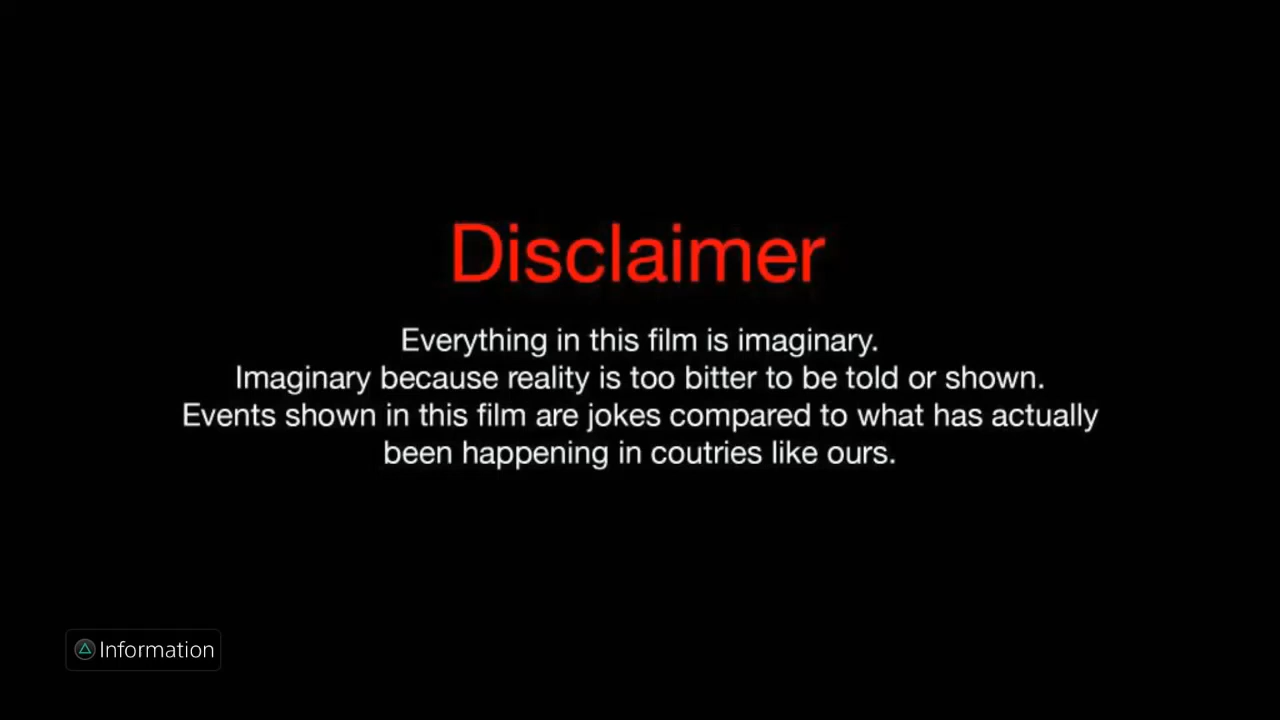 Disclaimer
Everything in this film is imaginary.
Imaginary because reality is too bitter to be told or shown.
Events shown in this film are jokes compared to what has actually
been happening in coutries like ours.
Information